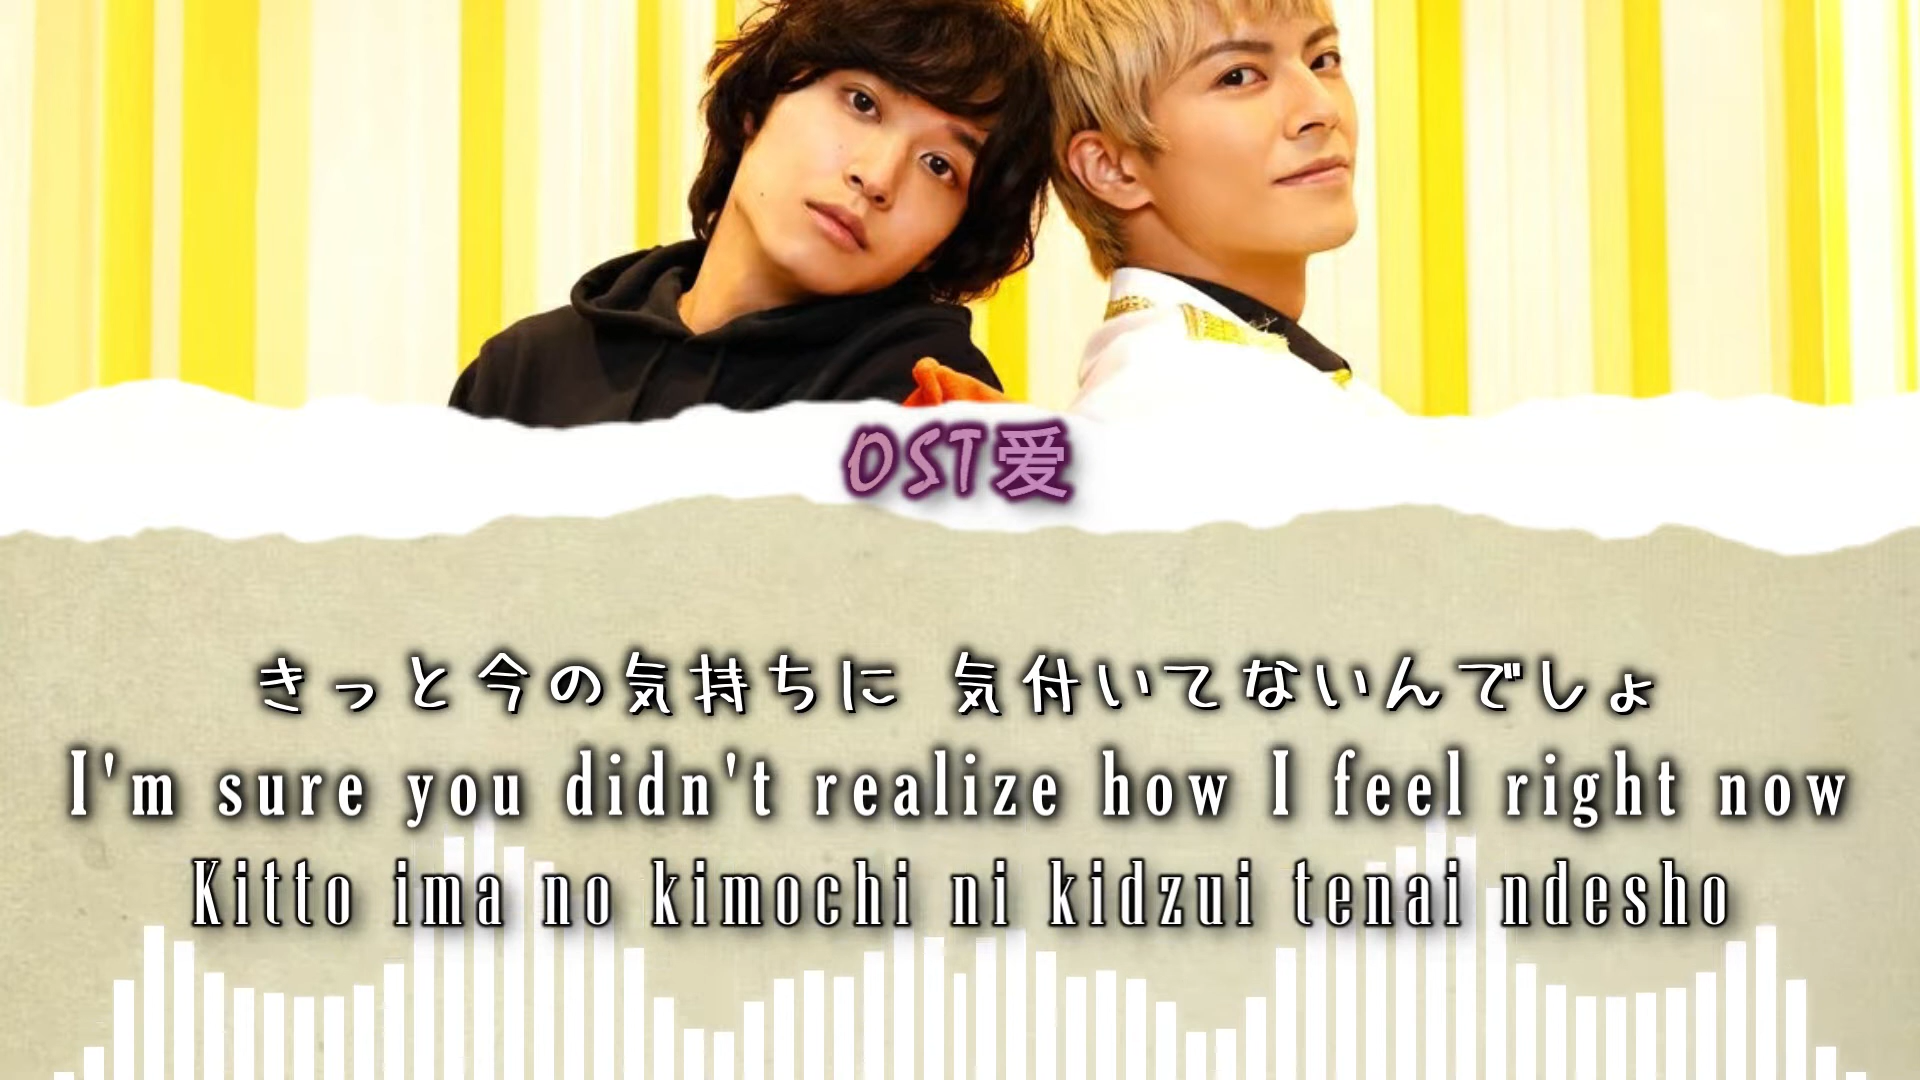 OST爱
きっと今の気持ちに 気付いてないんでしょ
I'm sure you didn't realize how I feel right now
Kitto ima no kimochi ni kidzui tenai ndesho